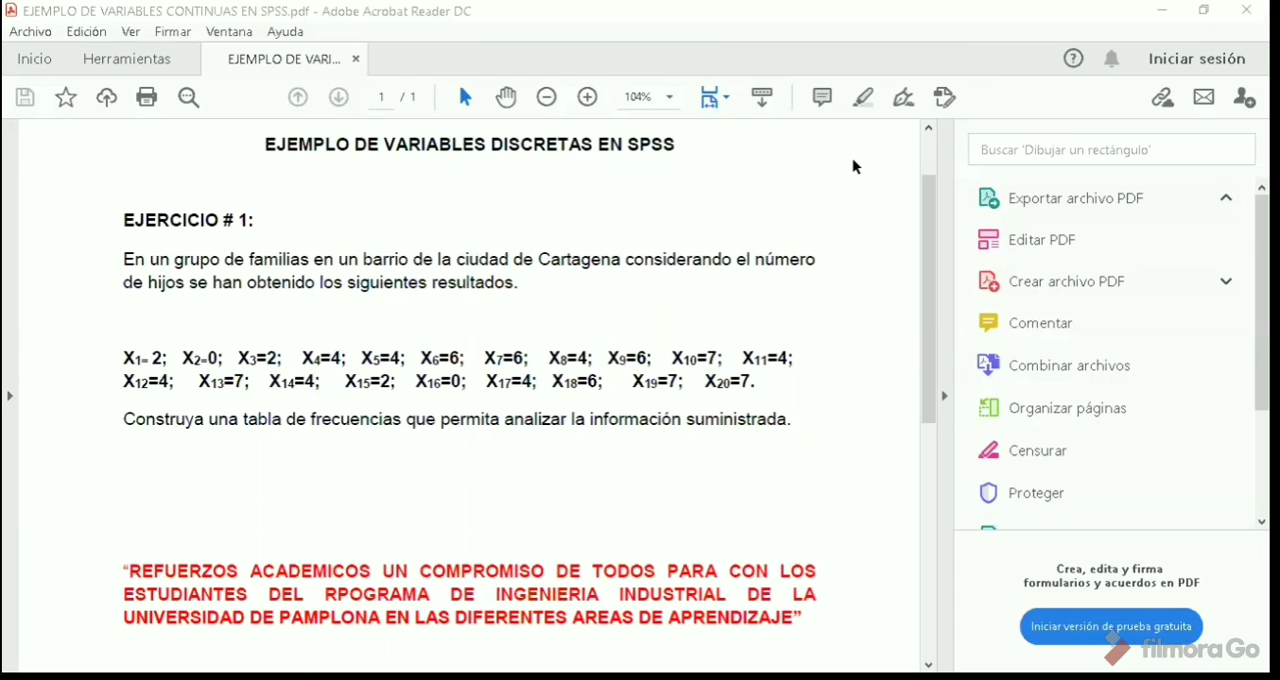 EJEMPLO DE VARIABLES CONTINUAS EN SPSS.pdf - Adobe Acrobat Reader DC
Archivo Edición Ver Firmar Ventana Ayuda
Inicio Herramientas EJEMPLO DE VARI... × Iniciar sesión
1 / 1 104%
EJEMPLO DE VARIABLES DISCRETAS EN SPSS
EJERCICIO # 1:
En un grupo de familias en un barrio de la ciudad de Cartagena considerando el número
de hijos se han obtenido los siguientes resultados.
X1= 2; X2=0; X3=2; X4=4; X5=4; X6=6; X7=6; X8=4; X9=6; X10=7; X11=4;
X12=4; X13=7; X14=4; X15=2; X16=0; X17=4; X18=6; X19=7; X20=7.
Construya una tabla de frecuencias que permita analizar la información suministrada.
“REFUERZOS ACADEMICOS UN COMPROMISO DE TODOS PARA CON LOS
ESTUDIANTES DEL RPOGRAMA DE INGENIERIA INDUSTRIAL DE LA
UNIVERSIDAD DE PAMPLONA EN LAS DIFERENTES AREAS DE APRENDIZAJE”
Buscar 'Dibujar un rectángulo'
Exportar archivo PDF
Editar PDF
Crear archivo PDF
Comentar
Combinar archivos
Organizar páginas
Censurar
Proteger
Crea, edita y firma
formularios y acuerdos en PDF
Iniciar versión de prueba gratuita
filmoraGo